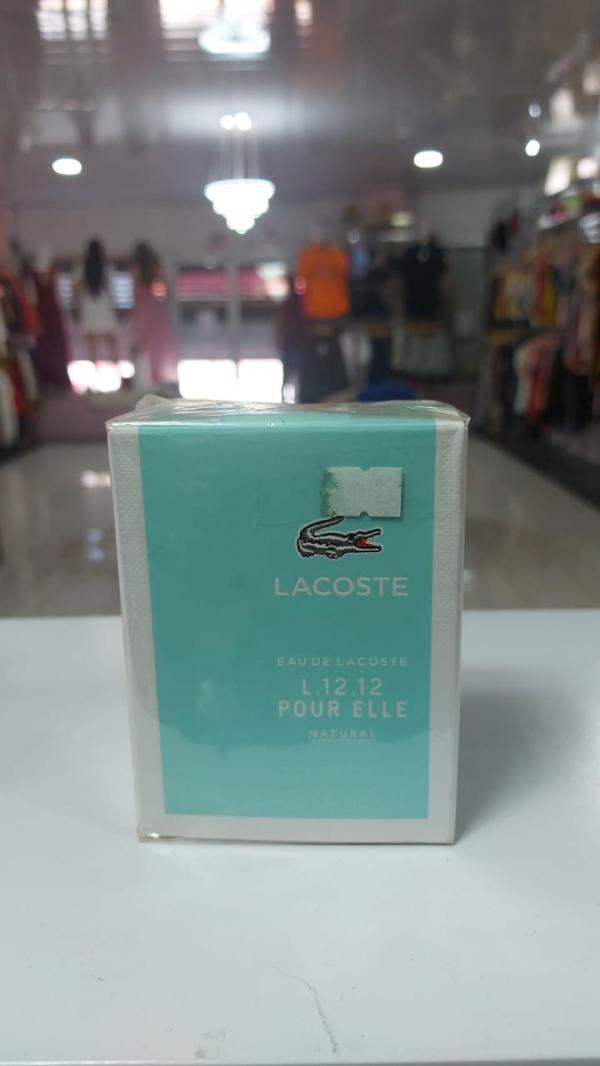 LACOSTE
EAU DE LACOSTE
L.12.12
POUR ELLE
NATURAL